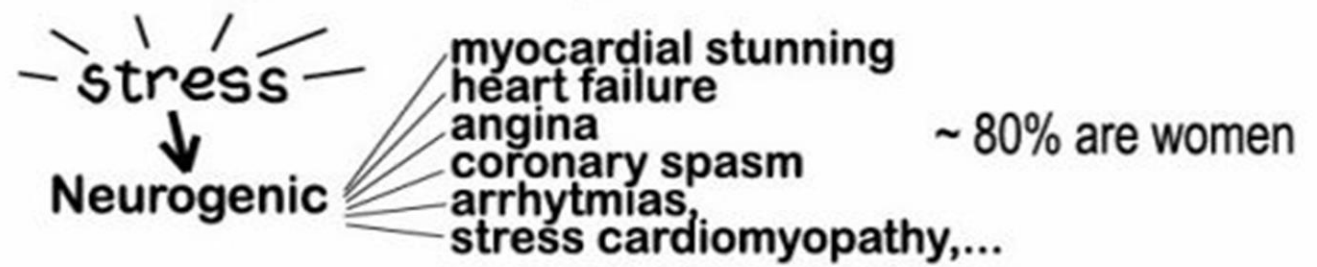 stress
Neurogenic
myocardial stunning
heart failure
angina
coronary spasm
arrhytmias,
stress cardiomyopathy,...
~ 80% are women